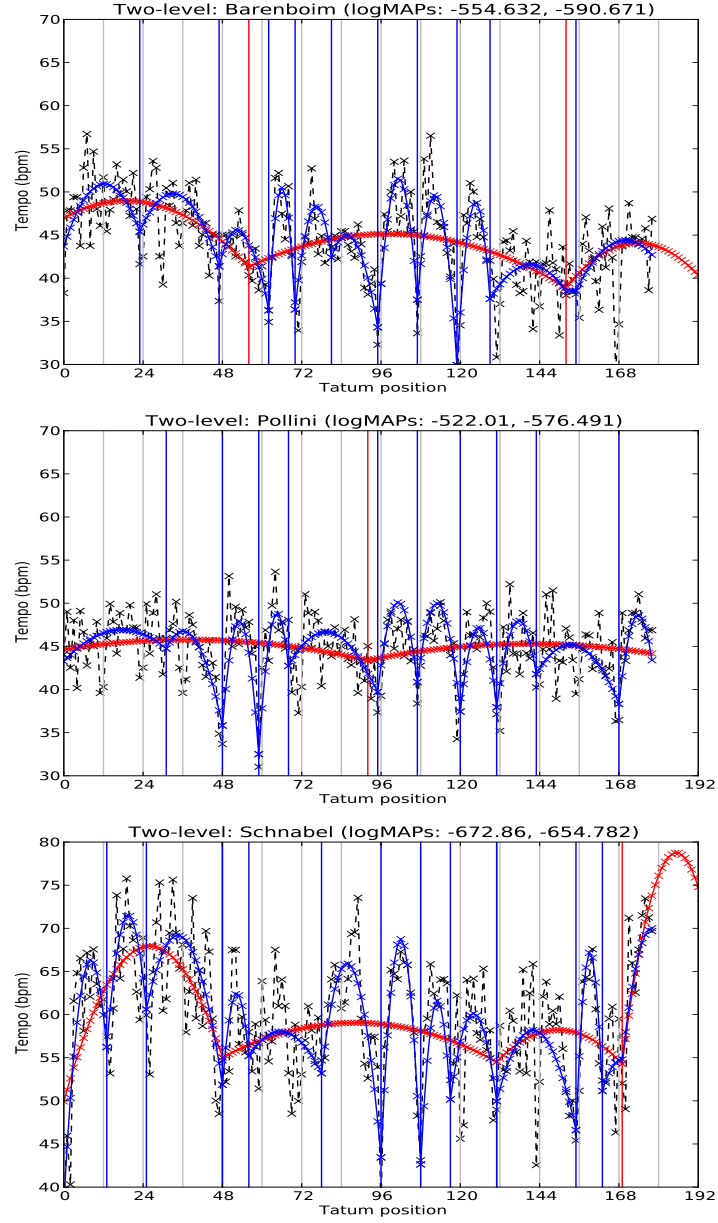 Two-level: Barenboim (logMAPs: -554.632, -590.671)
70
65
60
55
50
45
40
35
30
Tempo (bpm)
0 24 48 72 96 120 144 168
Tatum position
Two-level: Pollini (logMAPs: -522.01, -576.491)
70
65
60
55
50
45
40
35
30
Tempo (bpm)
0 24 48 72 96 120 144 168 192
Tatum position
Two-level: Schnabel (logMAPs: -672.86, -654.782)
80
75
70
65
60
55
50
45
40
Tempo (bpm)
0 24 48 72 96 120 144 168 192
Tatum position